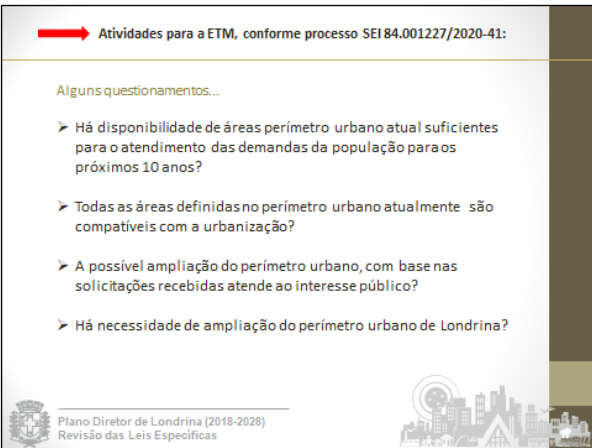 Atividades para a ETM, conforme processo SEI 84.001227/2020-41:
Alguns questionamentos...
➢ Há disponibilidade de áreas perímetro urbano atual suficientes
para o atendimento das demandas da população para os
próximos 10 anos?
➢ Todas as áreas definidas no perímetro urbano atualmente são
compatíveis com a urbanização?
➢ A possível ampliação do perímetro urbano, com base nas
solicitações recebidas atende ao interesse público?
➢ Há necessidade de ampliação do perímetro urbano de Londrina?
Plano Diretor de Londrina (2018-2028)
Revisão das Leis Específicas